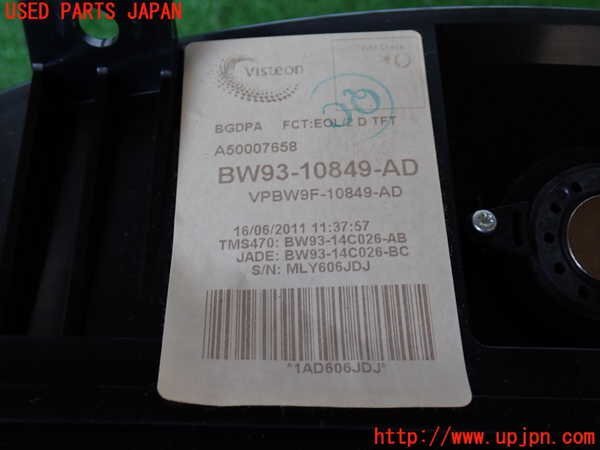 USED PARTS JAPAN
Visteon
BGDPA FCT:EOL/2 D TFT
A50007658
BW93-10849-AD
VPBW9F-10849-AD
16/06/2011 11:37:57
TMS470: BW93-14C026-AB
JADE: BW93-14C026-BC
S/N: MLY606JDJ
*1AD606JDJ*
http://www.upjpn.com/